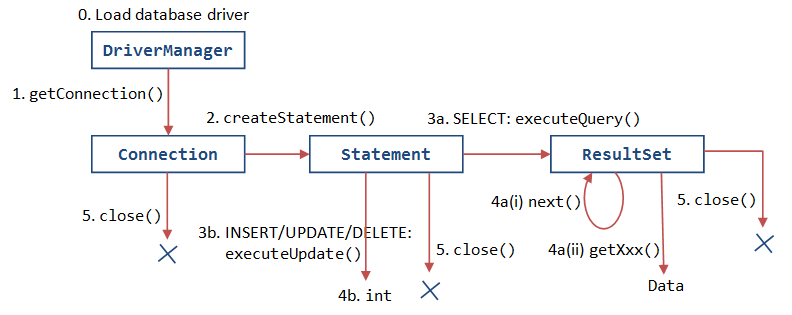 0. Load database driver
DriverManager
1. getConnection()
2. createStatement()
3a. SELECT: executeQuery()
Connection
Statement
ResultSet
4a(i) next()
5. close()
5. close()
3b. INSERT/UPDATE/DELETE:
executeUpdate()
5. close()
4a(ii) getXxx()
4b. int
Data